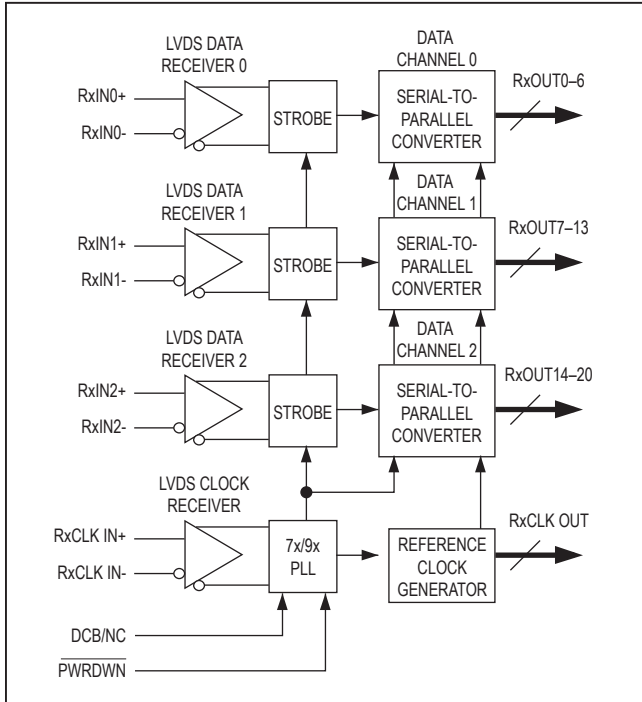 LVDS DATA
RECEIVER 0
DATA
CHANNEL 0
RxIN0+
RxIN0-
STROBE
SERIAL-TO-
PARALLEL
CONVERTER
RxOUT0–6
LVDS DATA
RECEIVER 1
DATA
CHANNEL 1
RxIN1+
RxIN1-
STROBE
SERIAL-TO-
PARALLEL
CONVERTER
RxOUT7–13
LVDS DATA
RECEIVER 2
DATA
CHANNEL 2
RxIN2+
RxIN2-
STROBE
SERIAL-TO-
PARALLEL
CONVERTER
RxOUT14–20
LVDS CLOCK
RECEIVER
RxCLK IN+
RxCLK IN-
7x/9x
PLL
REFERENCE
CLOCK
GENERATOR
RxCLK OUT
DCB/NC
PWRDWN